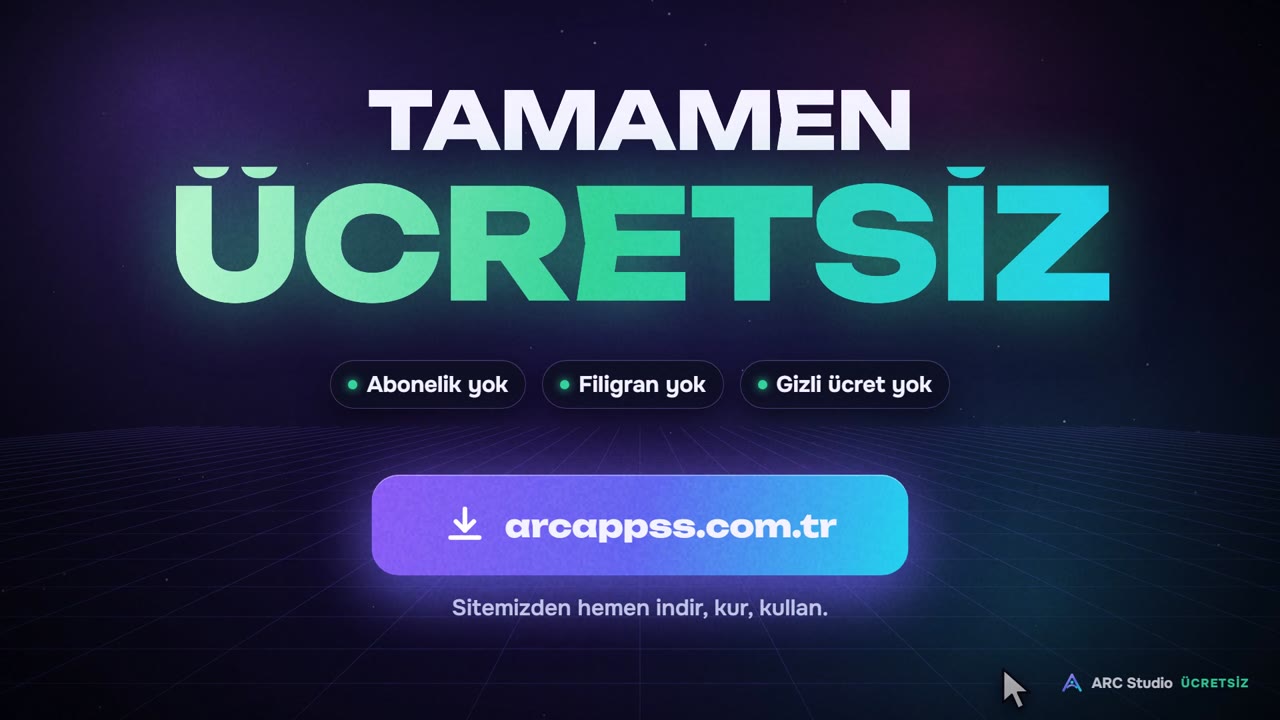 TAMAMEN
ÜCRETSİZ
Abonelik yok
Filigran yok
Gizli ücret yok
arcappss.com.tr
Sitemizden hemen indir, kur, kullan.
ARC Studio ÜCRETSİZ